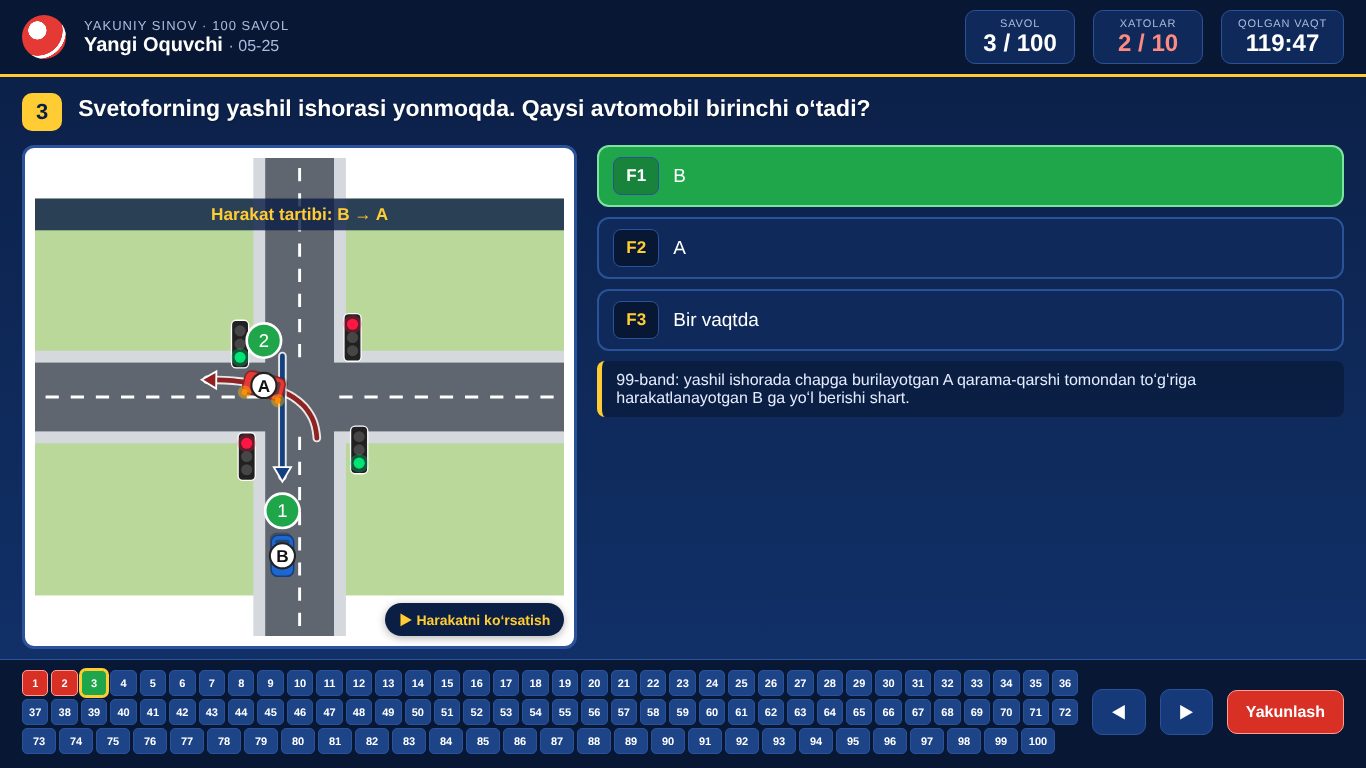 YAKUNIY SINOV · 100 SAVOL
Yangi Oquvchi · 05-25
SAVOL
3 / 100
XATOLAR
2 / 10
QOLGAN VAQT
119:47
3
Svetoforning yashil ishorasi yonmoqda. Qaysi avtomobil birinchi oʻtadi?
Harakat tartibi: B → A
2
A
1
B
▶ Harakatni koʻrsatish
F1 B
F2 A
F3 Bir vaqtda
99-band: yashil ishorada chapga burilayotgan A qarama-qarshi tomondan toʻgʻriga
harakatlanayotgan B ga yoʻl berishi shart.
1 2 3 4 5 6 7 8 9 10 11 12 13 14 15 16 17 18 19 20 21 22 23 24 25 26 27 28 29 30 31 32 33 34 35 36
37 38 39 40 41 42 43 44 45 46 47 48 49 50 51 52 53 54 55 56 57 58 59 60 61 62 63 64 65 66 67 68 69 70 71 72
73 74 75 76 77 78 79 80 81 82 83 84 85 86 87 88 89 90 91 92 93 94 95 96 97 98 99 100
◀ ▶ Yakunlash